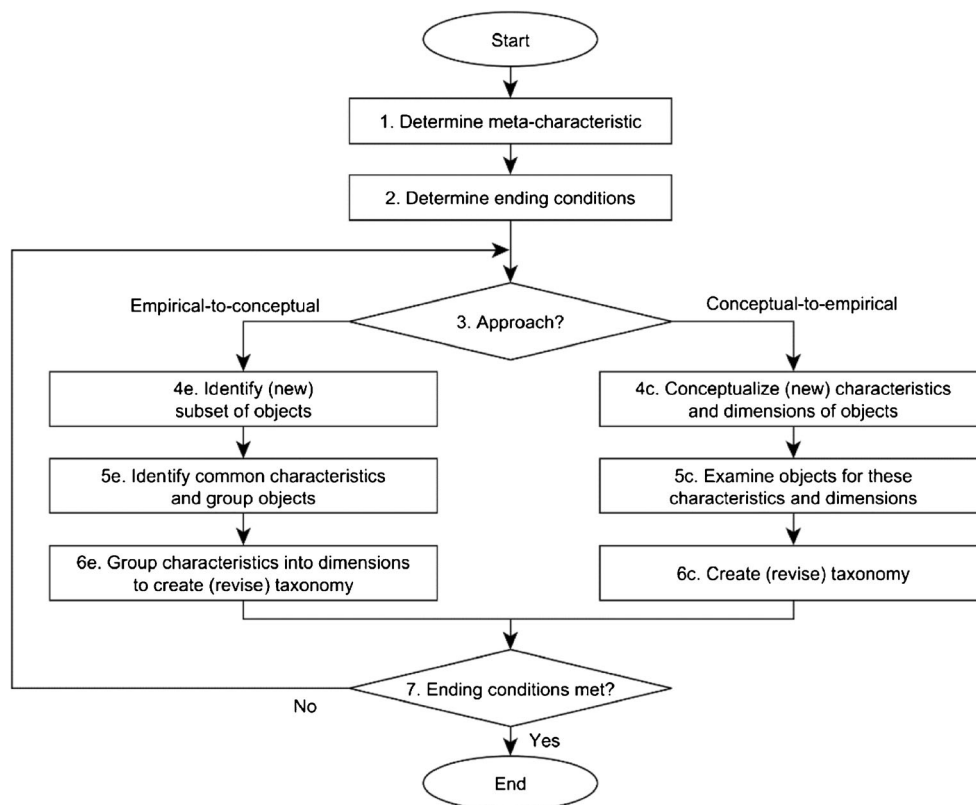 Start
1. Determine meta-characteristic
2. Determine ending conditions
Empirical-to-conceptual
Conceptual-to-empirical
3. Approach?
4e. Identify (new)
subset of objects
4c. Conceptualize (new) characteristics
and dimensions of objects
5e. Identify common characteristics
and group objects
5c. Examine objects for these
characteristics and dimensions
6e. Group characteristics into dimensions
to create (revise) taxonomy
6c. Create (revise) taxonomy
7. Ending conditions met?
No
Yes
End